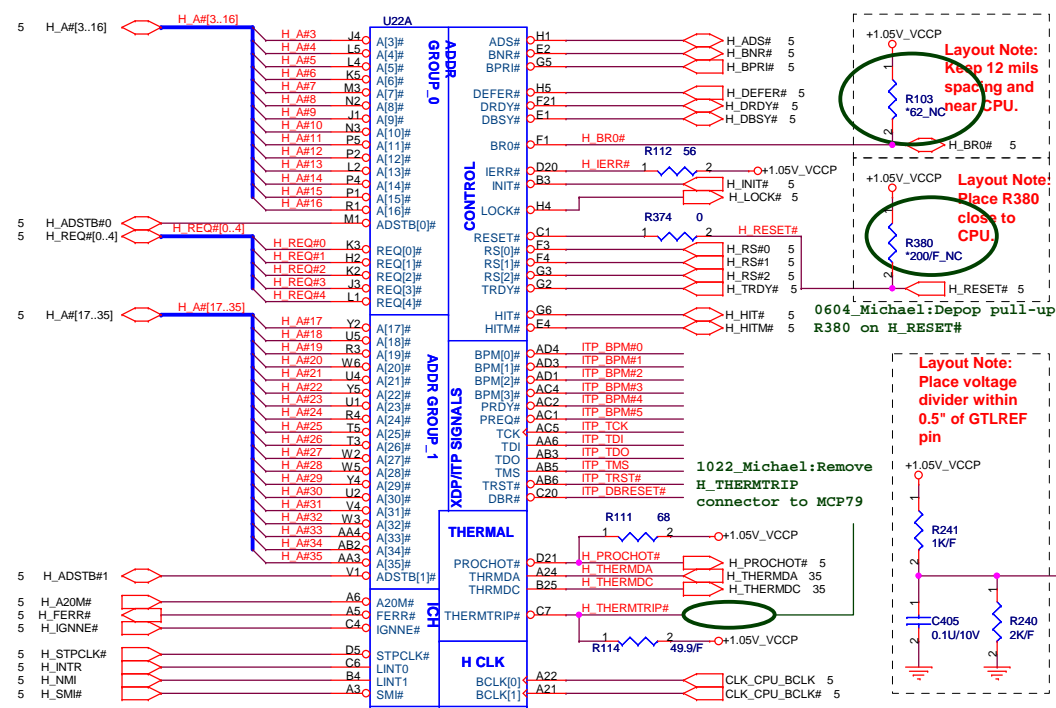 U22A
5 H_A#[3..16]
H_A#[3..16]
H_A#3 J4 A[3]#
H_A#4 L5 A[4]#
H_A#5 L4 A[5]#
H_A#6 K5 A[6]#
H_A#7 M3 A[7]#
H_A#8 N2 A[8]#
H_A#9 J1 A[9]#
H_A#10 N3 A[10]#
H_A#11 P5 A[11]#
H_A#12 P2 A[12]#
H_A#13 L2 A[13]#
H_A#14 P4 A[14]#
H_A#15 P1 A[15]#
H_A#16 R1 A[16]#
5 H_ADSTB#0 M1 ADSTB[0]#
5 H_REQ#[0..4]
H_REQ#[0..4]
H_REQ#0 K3 REQ[0]#
H_REQ#1 H2 REQ[1]#
H_REQ#2 K2 REQ[2]#
H_REQ#3 J3 REQ[3]#
H_REQ#4 L1 REQ[4]#
ADDR
GROUP_0
5 H_A#[17..35]
H_A#[17..35]
H_A#17 Y2 A[17]#
H_A#18 U5 A[18]#
H_A#19 R3 A[19]#
H_A#20 W6 A[20]#
H_A#21 U4 A[21]#
H_A#22 Y5 A[22]#
H_A#23 U1 A[23]#
H_A#24 R4 A[24]#
H_A#25 T5 A[25]#
H_A#26 T3 A[26]#
H_A#27 W2 A[27]#
H_A#28 W5 A[28]#
H_A#29 Y4 A[29]#
H_A#30 U2 A[30]#
H_A#31 V4 A[31]#
H_A#32 W3 A[32]#
H_A#33 AA4 A[33]#
H_A#34 AB2 A[34]#
H_A#35 AA3 A[35]#
5 H_ADSTB#1 V1 ADSTB[1]#
ADDR GROUP_1
5 H_A20M# A6 A20M#
5 H_FERR# A5 FERR#
5 H_IGNNE# C4 IGNNE#
5 H_STPCLK# D5 STPCLK#
5 H_INTR C6 LINT0
5 H_NMI B4 LINT1
5 H_SMI# A3 SMI#
ICH
CONTROL
ADS# H1 H_ADS# 5
BNR# E2 H_BNR# 5
BPRI# G5 H_BPRI# 5
DEFER# H5 H_DEFER# 5
DRDY# F21 H_DRDY# 5
DBSY# E1 H_DBSY# 5
BR0# F1 H_BR0#
H_BR0# 5
IERR# D20 H_IERR# 1 R112 56 2 +1.05V_VCCP
INIT# B3 H_INIT# 5
LOCK# H4 H_LOCK# 5
RESET# C1 1 R374 0 2 H_RESET#
H_RESET# 5
RS[0]# F3 H_RS#0 5
RS[1]# F4 H_RS#1 5
RS[2]# G3 H_RS#2 5
TRDY# G2 H_TRDY# 5
HIT# G6 H_HIT# 5
HITM# E4 H_HITM# 5
XDP/ITP SIGNALS
BPM[0]# AD4 ITP_BPM#0
BPM[1]# AD3 ITP_BPM#1
BPM[2]# AD1 ITP_BPM#2
BPM[3]# AC4 ITP_BPM#3
PRDY# AC2 ITP_BPM#4
PREQ# AC1 ITP_BPM#5
TCK AC5 ITP_TCK
TDI AA6 ITP_TDI
TDO AB3 ITP_TDO
TMS AB5 ITP_TMS
TRST# AB6 ITP_TRST#
DBR# C20 ITP_DBRESET#
THERMAL
1 R111 68 2 +1.05V_VCCP
PROCHOT# D21 H_PROCHOT# H_PROCHOT# 5
THRMDA A24 H_THERMDA H_THERMDA 35
THRMDC B25 H_THERMDC H_THERMDC 35
THERMTRIP# C7 H_THERMTRIP#
1 R114 49.9/F 2 +1.05V_VCCP
H CLK
BCLK[0] A22 CLK_CPU_BCLK 5
BCLK[1] A21 CLK_CPU_BCLK# 5
+1.05V_VCCP
1
R103
*62_NC
2
Layout Note:
Keep 12 mils
spacing and
near CPU.
+1.05V_VCCP
1
R380
*200/F_NC
2
Layout Note:
Place R380
close to
CPU.
0604_Michael:Depop pull-up
R380 on H_RESET#
1022_Michael:Remove
H_THERMTRIP
connector to MCP79
Layout Note:
Place voltage
divider within
0.5" of GTLREF
pin
+1.05V_VCCP
1
R241
1K/F
2
1
C405
0.1U/10V
2
1
R240
2K/F
2